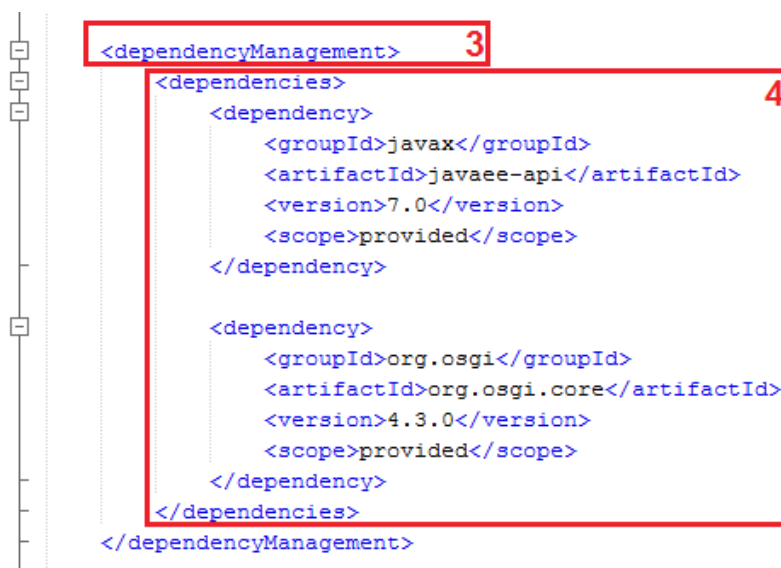 <dependencyManagement> 3
<dependencies> 4
<dependency>
<groupId>javax</groupId>
<artifactId>javaee-api</artifactId>
<version>7.0</version>
<scope>provided</scope>
</dependency>
<dependency>
<groupId>org.osgi</groupId>
<artifactId>org.osgi.core</artifactId>
<version>4.3.0</version>
<scope>provided</scope>
</dependency>
</dependencies>
</dependencyManagement>